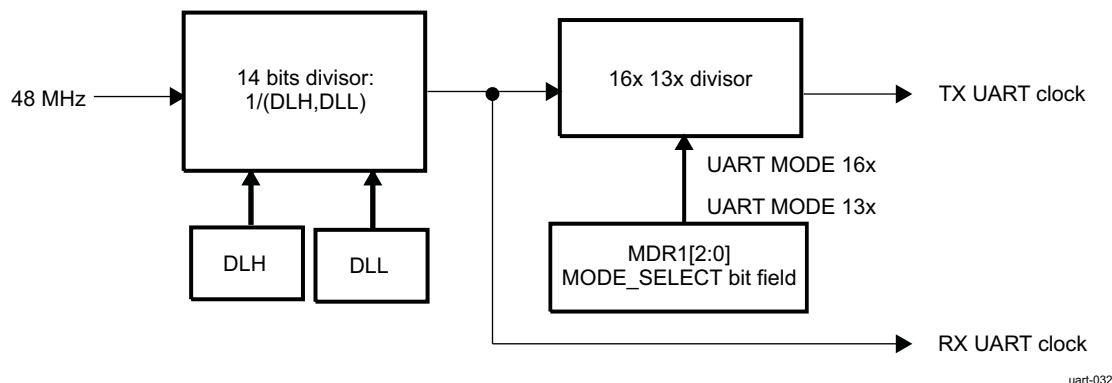 48 MHz
14 bits divisor:
1/(DLH,DLL)
16x 13x divisor
TX UART clock
UART MODE 16x
UART MODE 13x
DLH
DLL
MDR1[2:0]
MODE_SELECT bit field
RX UART clock
uart-032